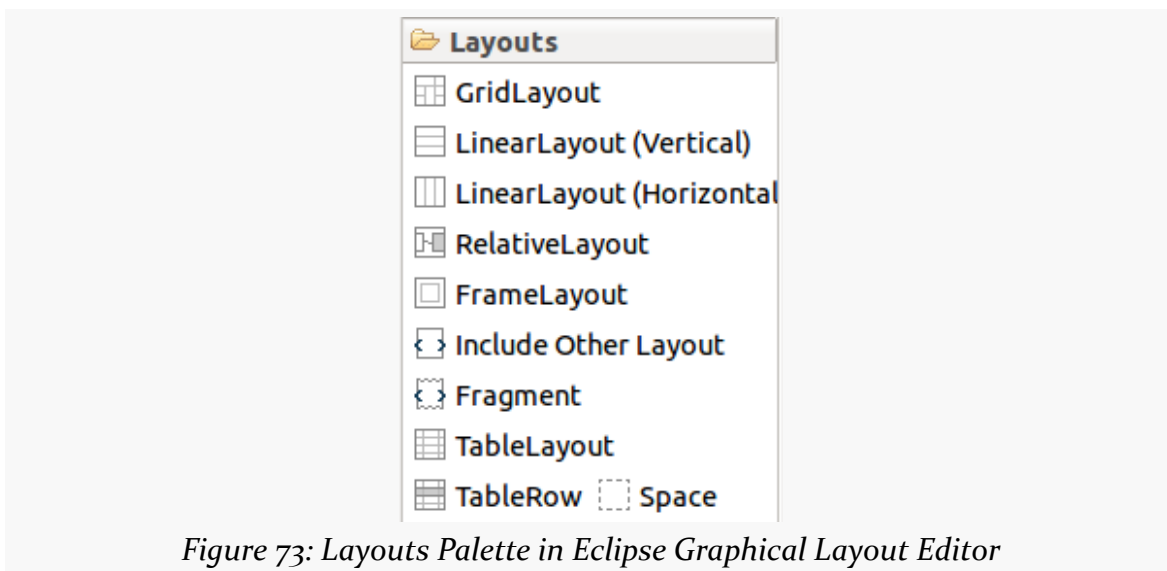 Layouts
GridLayout
LinearLayout (Vertical)
LinearLayout (Horizontal
RelativeLayout
FrameLayout
Include Other Layout
Fragment
TableLayout
TableRow Space
Figure 73: Layouts Palette in Eclipse Graphical Layout Editor